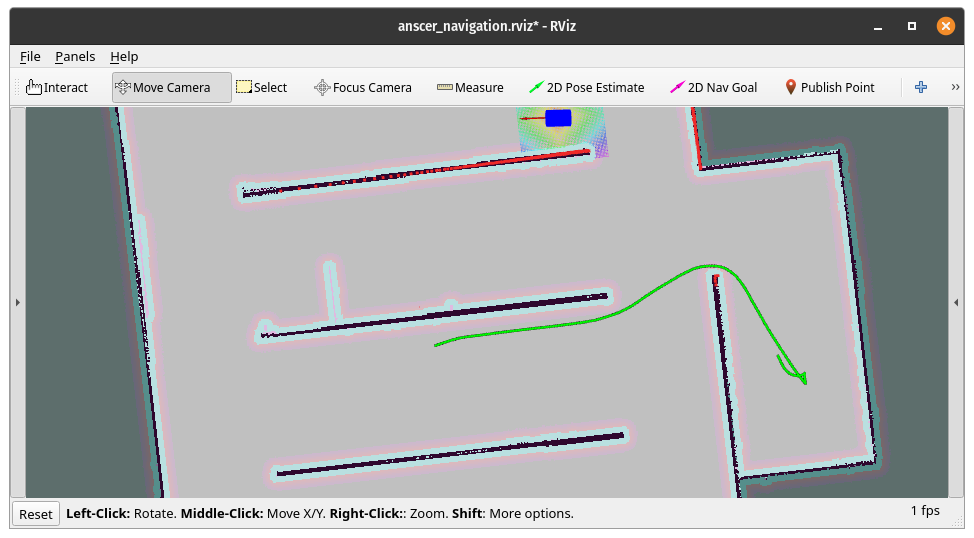 anscer_navigation.rviz* - RViz
File Panels Help
Interact Move Camera Select Focus Camera Measure 2D Pose Estimate 2D Nav Goal Publish Point »
Reset Left-Click: Rotate. Middle-Click: Move X/Y. Right-Click:: Zoom. Shift: More options. 1 fps